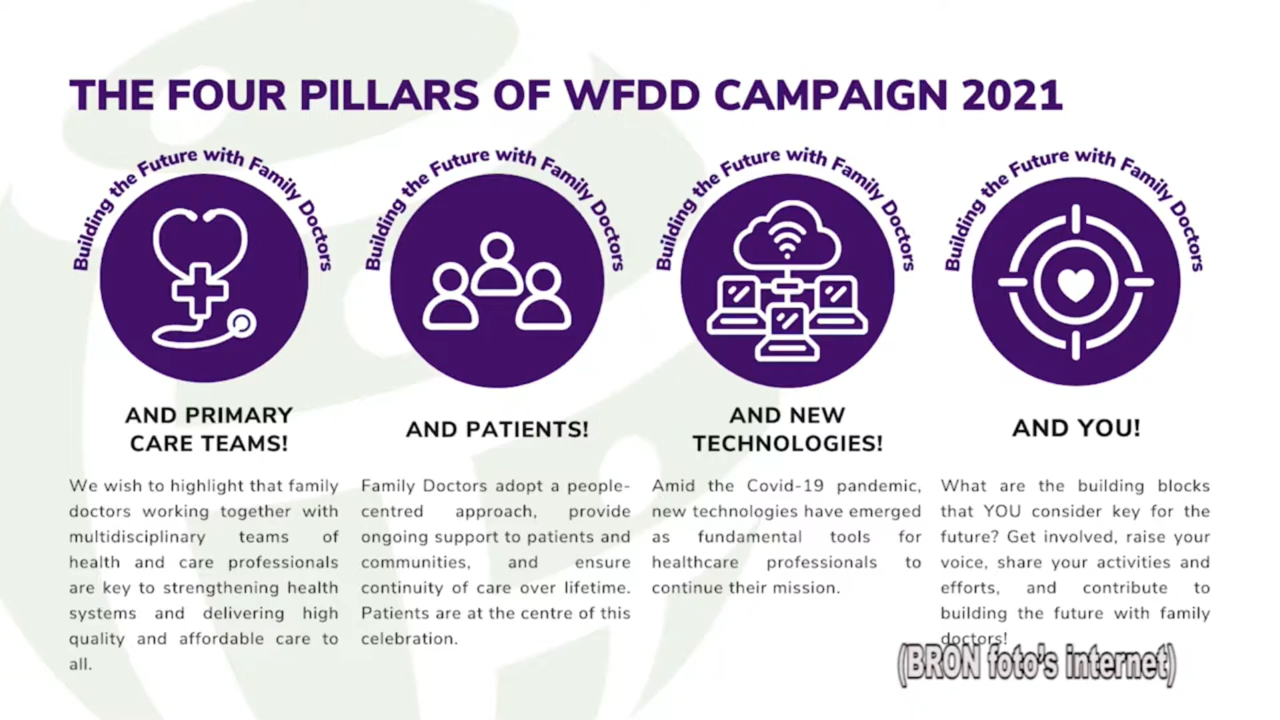 THE FOUR PILLARS OF WFDD CAMPAIGN 2021
Building the Future with Family Doctors
AND PRIMARY
CARE TEAMS!
We wish to highlight that family
doctors working together with
multidisciplinary teams of
health and care professionals
are key to strengthening health
systems and delivering high
quality and affordable care to
all.
Building the Future with Family Doctors
AND PATIENTS!
Family Doctors adopt a people-
centred approach, provide
ongoing support to patients and
communities, and ensure
continuity of care over lifetime.
Patients are at the centre of this
celebration.
Building the Future with Family Doctors
AND NEW
TECHNOLOGIES!
Amid the Covid-19 pandemic,
new technologies have emerged
as fundamental tools for
healthcare professionals to
continue their mission.
Building the Future with Family Doctors
AND YOU!
What are the building blocks
that YOU consider key for the
future? Get involved, raise your
voice, share your activities and
efforts, and contribute to
building the future with family
doctors!
(BRON foto's internet)